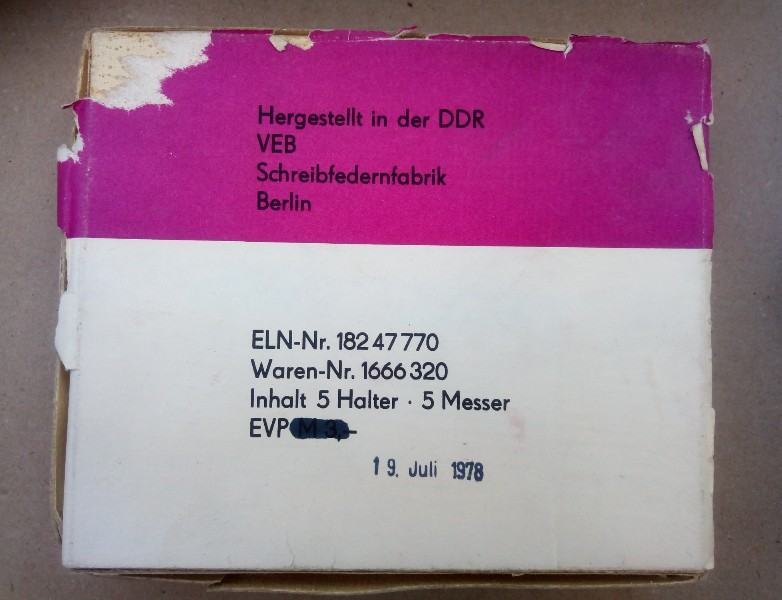 Hergestellt in der DDR
VEB
Schreibfedernfabrik
Berlin
ELN-Nr. 182 47 770
Waren-Nr. 1666 320
Inhalt 5 Halter · 5 Messer
EVP M 3,–
19. Juli 1978